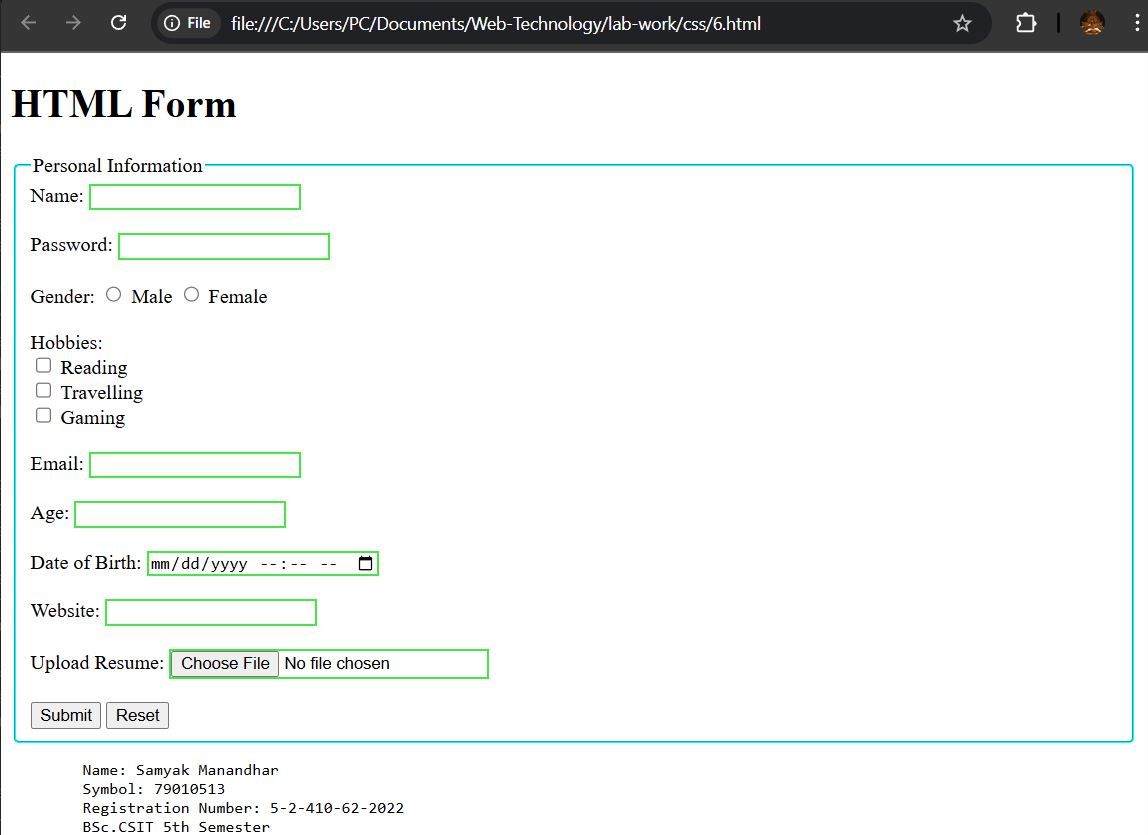 File file:///C:/Users/PC/Documents/Web-Technology/lab-work/css/6.html
HTML Form
Personal Information
Name:
Password:
Gender: Male Female
Hobbies:
Reading
Travelling
Gaming
Email:
Age:
Date of Birth: mm/dd/yyyy --:-- --
Website:
Upload Resume: Choose File No file chosen
Submit Reset
Name: Samyak Manandhar
Symbol: 79010513
Registration Number: 5-2-410-62-2022
BSc.CSIT 5th Semester